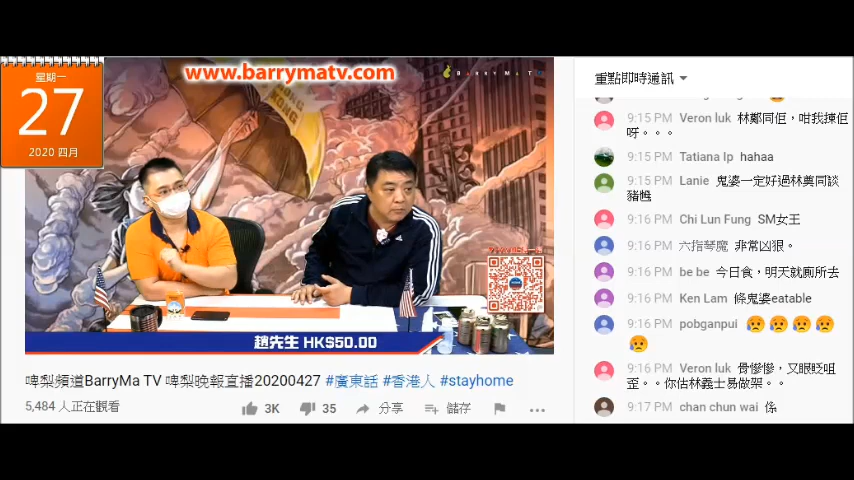 星期一
27
2020 四月
www.barrymatv.com
BARRY MA TV
HONG KONG
趙先生 HK$50.00
啤梨頻道BarryMa TV 啤梨晚報直播20200427 #廣東話 #香港人 #stayhome
5,484 人正在觀看
3K
35
分享
儲存
重點即時通訊
9:15 PM Veron luk 林鄭同佢，咁我揀佢
呀。。。
9:15 PM Tatiana Ip hahaa
9:15 PM Lanie 鬼婆一定好過林冀同談
豬乸
9:16 PM Chi Lun Fung SM女王
9:16 PM 六指琴魔 非常凶狠。
9:16 PM be be 今日食，明天就廁所去
9:16 PM Ken Lam 條鬼婆eatable
9:16 PM pobganpui 😥 😥 😥 😥
😥
9:16 PM Veron luk 骨慘慘，又眼眨咀
歪。。你估林義士易做架。。
9:17 PM chan chun wai 係